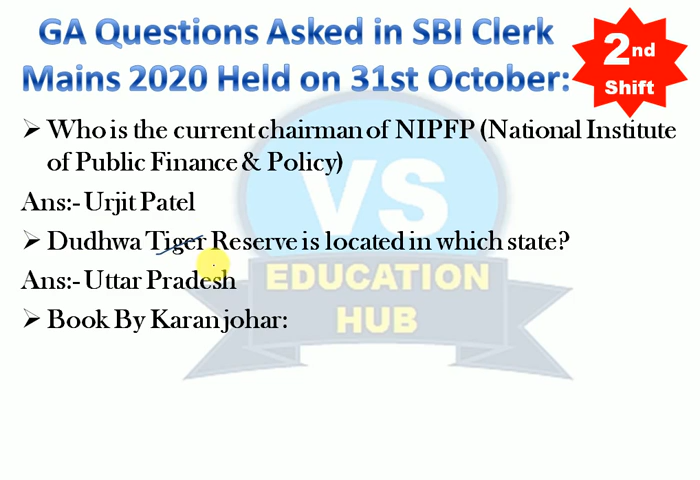 GA Questions Asked in SBI Clerk
Mains 2020 Held on 31st October:
2nd
Shift
➤ Who is the current chairman of NIPFP (National Institute
of Public Finance & Policy)
Ans:- Urjit Patel
➤ Dudhwa Tiger Reserve is located in which state?
Ans:- Uttar Pradesh
➤ Book By Karan johar:
VS
EDUCATION
HUB